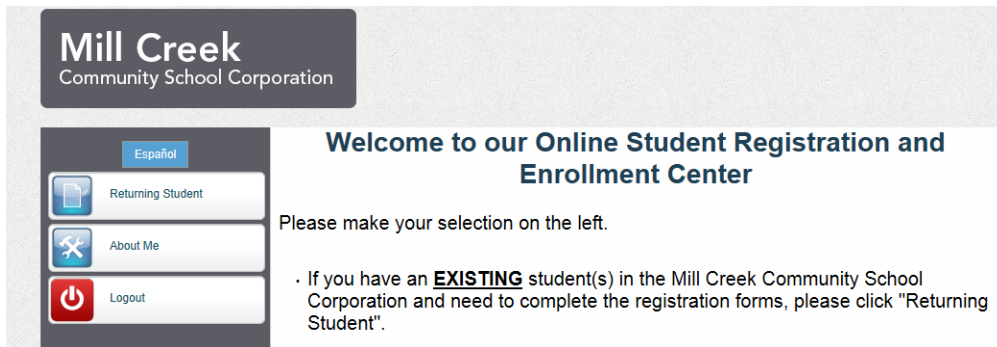 Mill Creek
Community School Corporation
Español
Returning Student
About Me
Logout
Welcome to our Online Student Registration and
Enrollment Center
Please make your selection on the left.
· If you have an EXISTING student(s) in the Mill Creek Community School
Corporation and need to complete the registration forms, please click "Returning
Student".